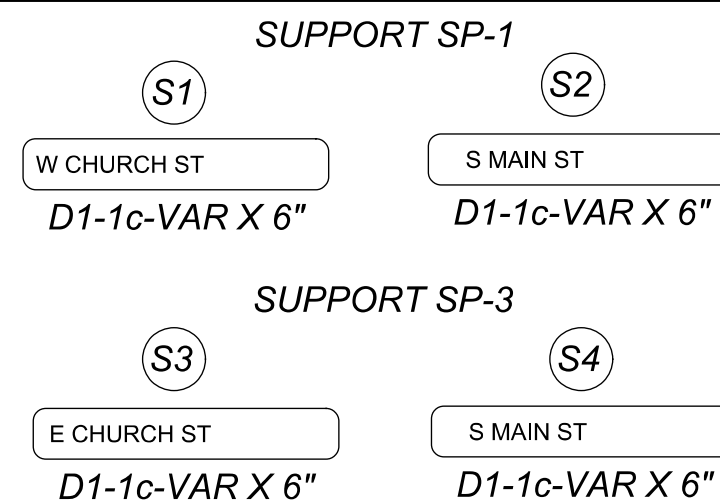 SUPPORT SP-1
S1 S2
W CHURCH ST S MAIN ST
D1-1c-VAR X 6" D1-1c-VAR X 6"
SUPPORT SP-3
S3 S4
E CHURCH ST S MAIN ST
D1-1c-VAR X 6" D1-1c-VAR X 6"